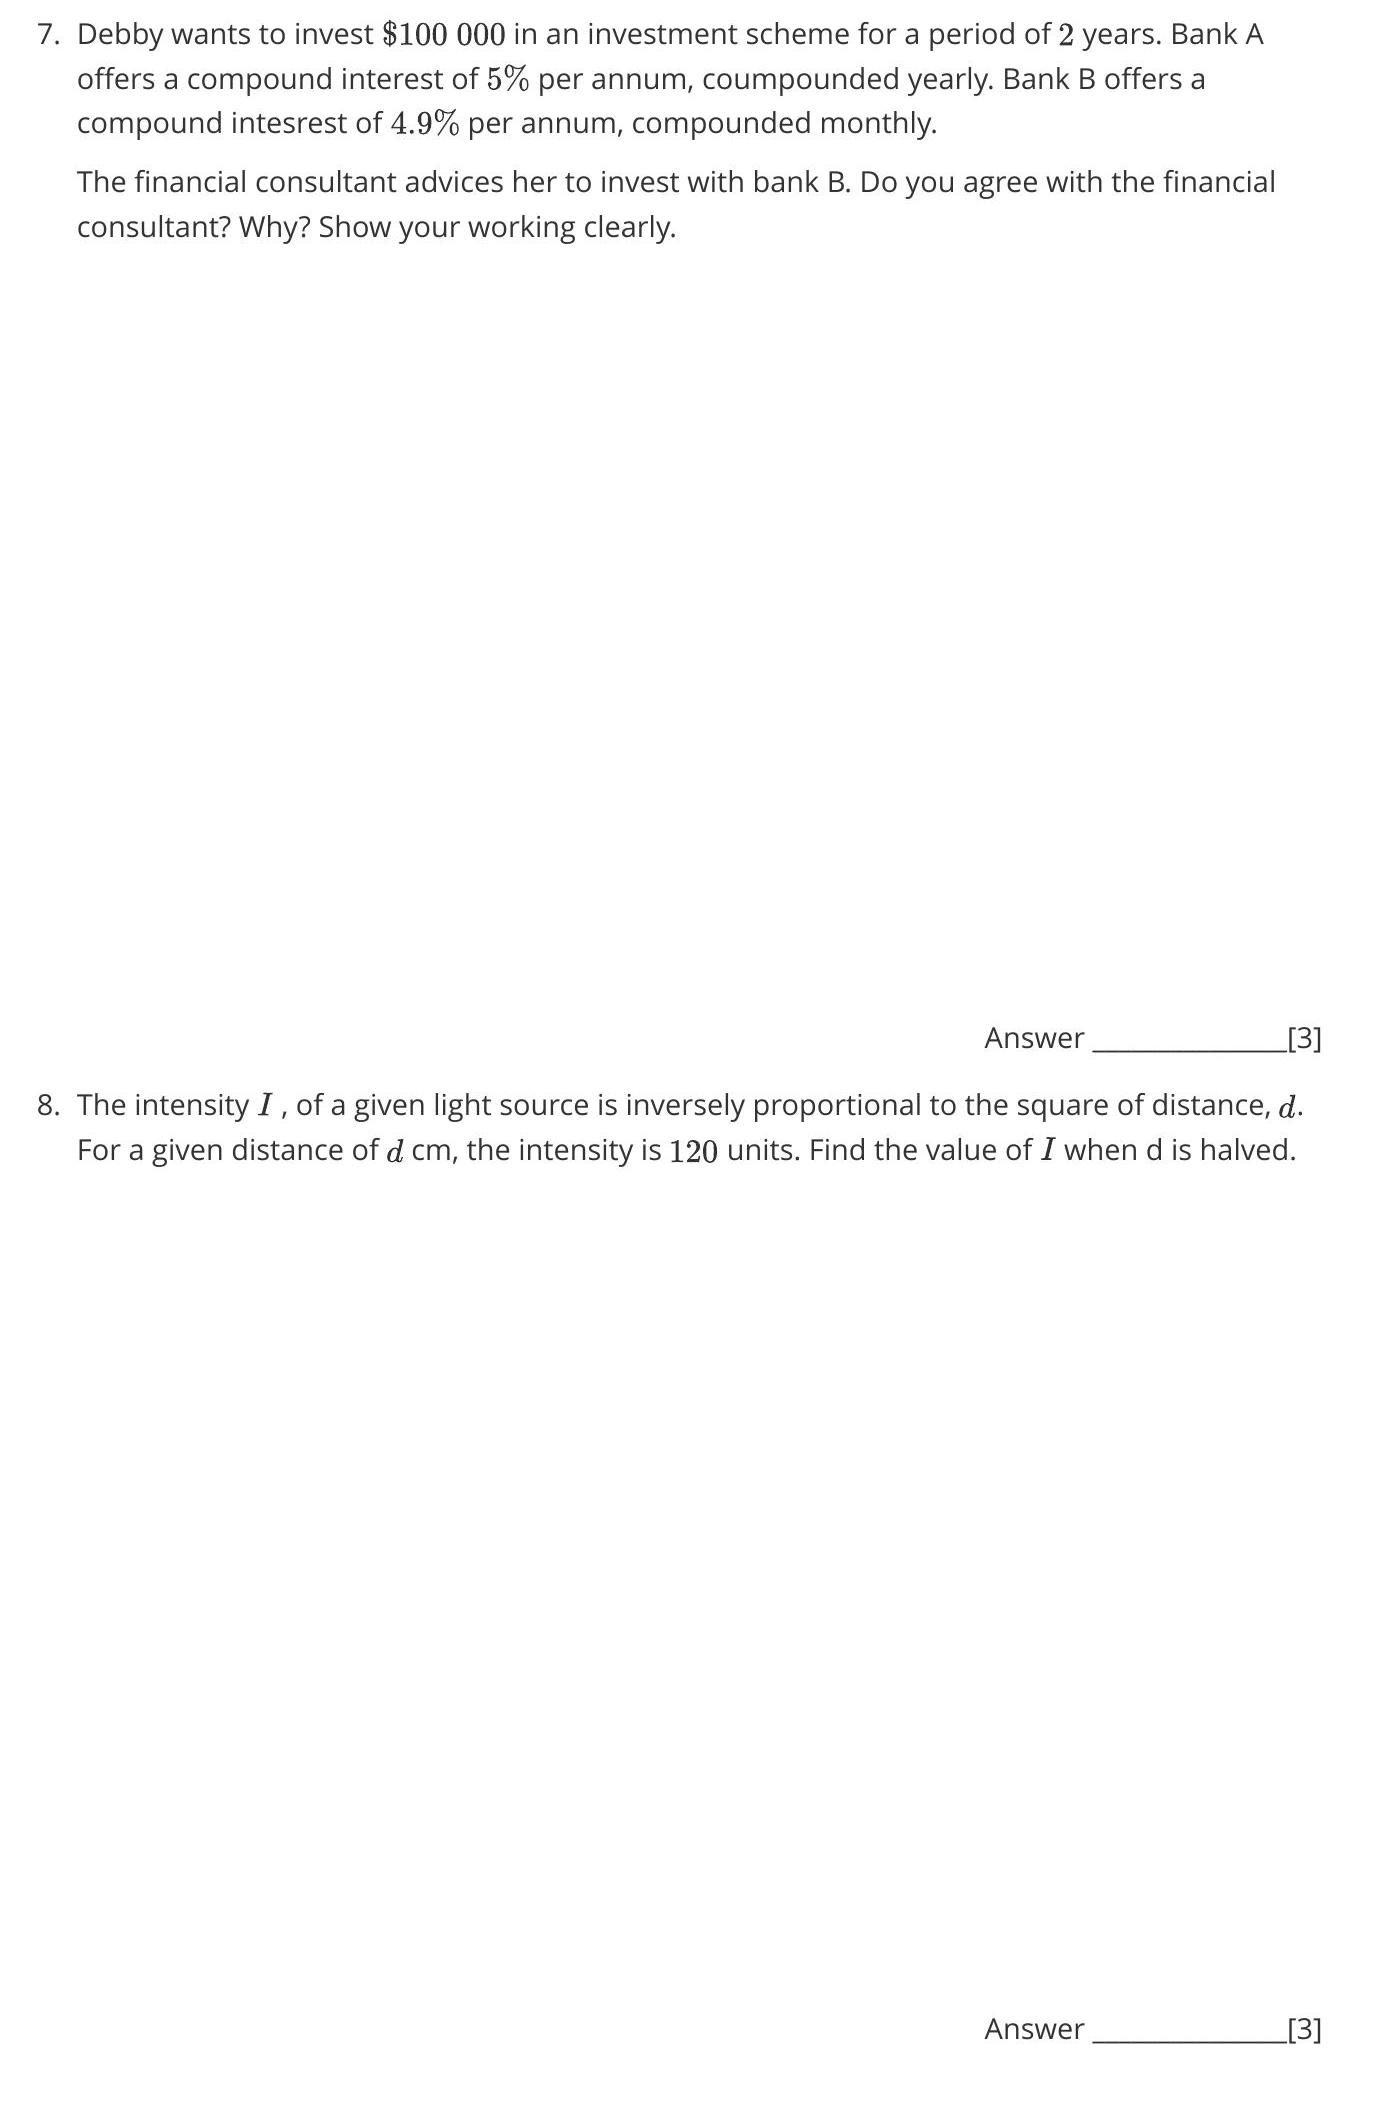 7. Debby wants to invest $100 000 in an investment scheme for a period of 2 years. Bank A
offers a compound interest of 5% per annum, coumpounded yearly. Bank B offers a
compound intesrest of 4.9% per annum, compounded monthly.
The financial consultant advices her to invest with bank B. Do you agree with the financial
consultant? Why? Show your working clearly.
Answer ____________[3]
8. The intensity I , of a given light source is inversely proportional to the square of distance, d.
For a given distance of d cm, the intensity is 120 units. Find the value of I when d is halved.
Answer ____________[3]